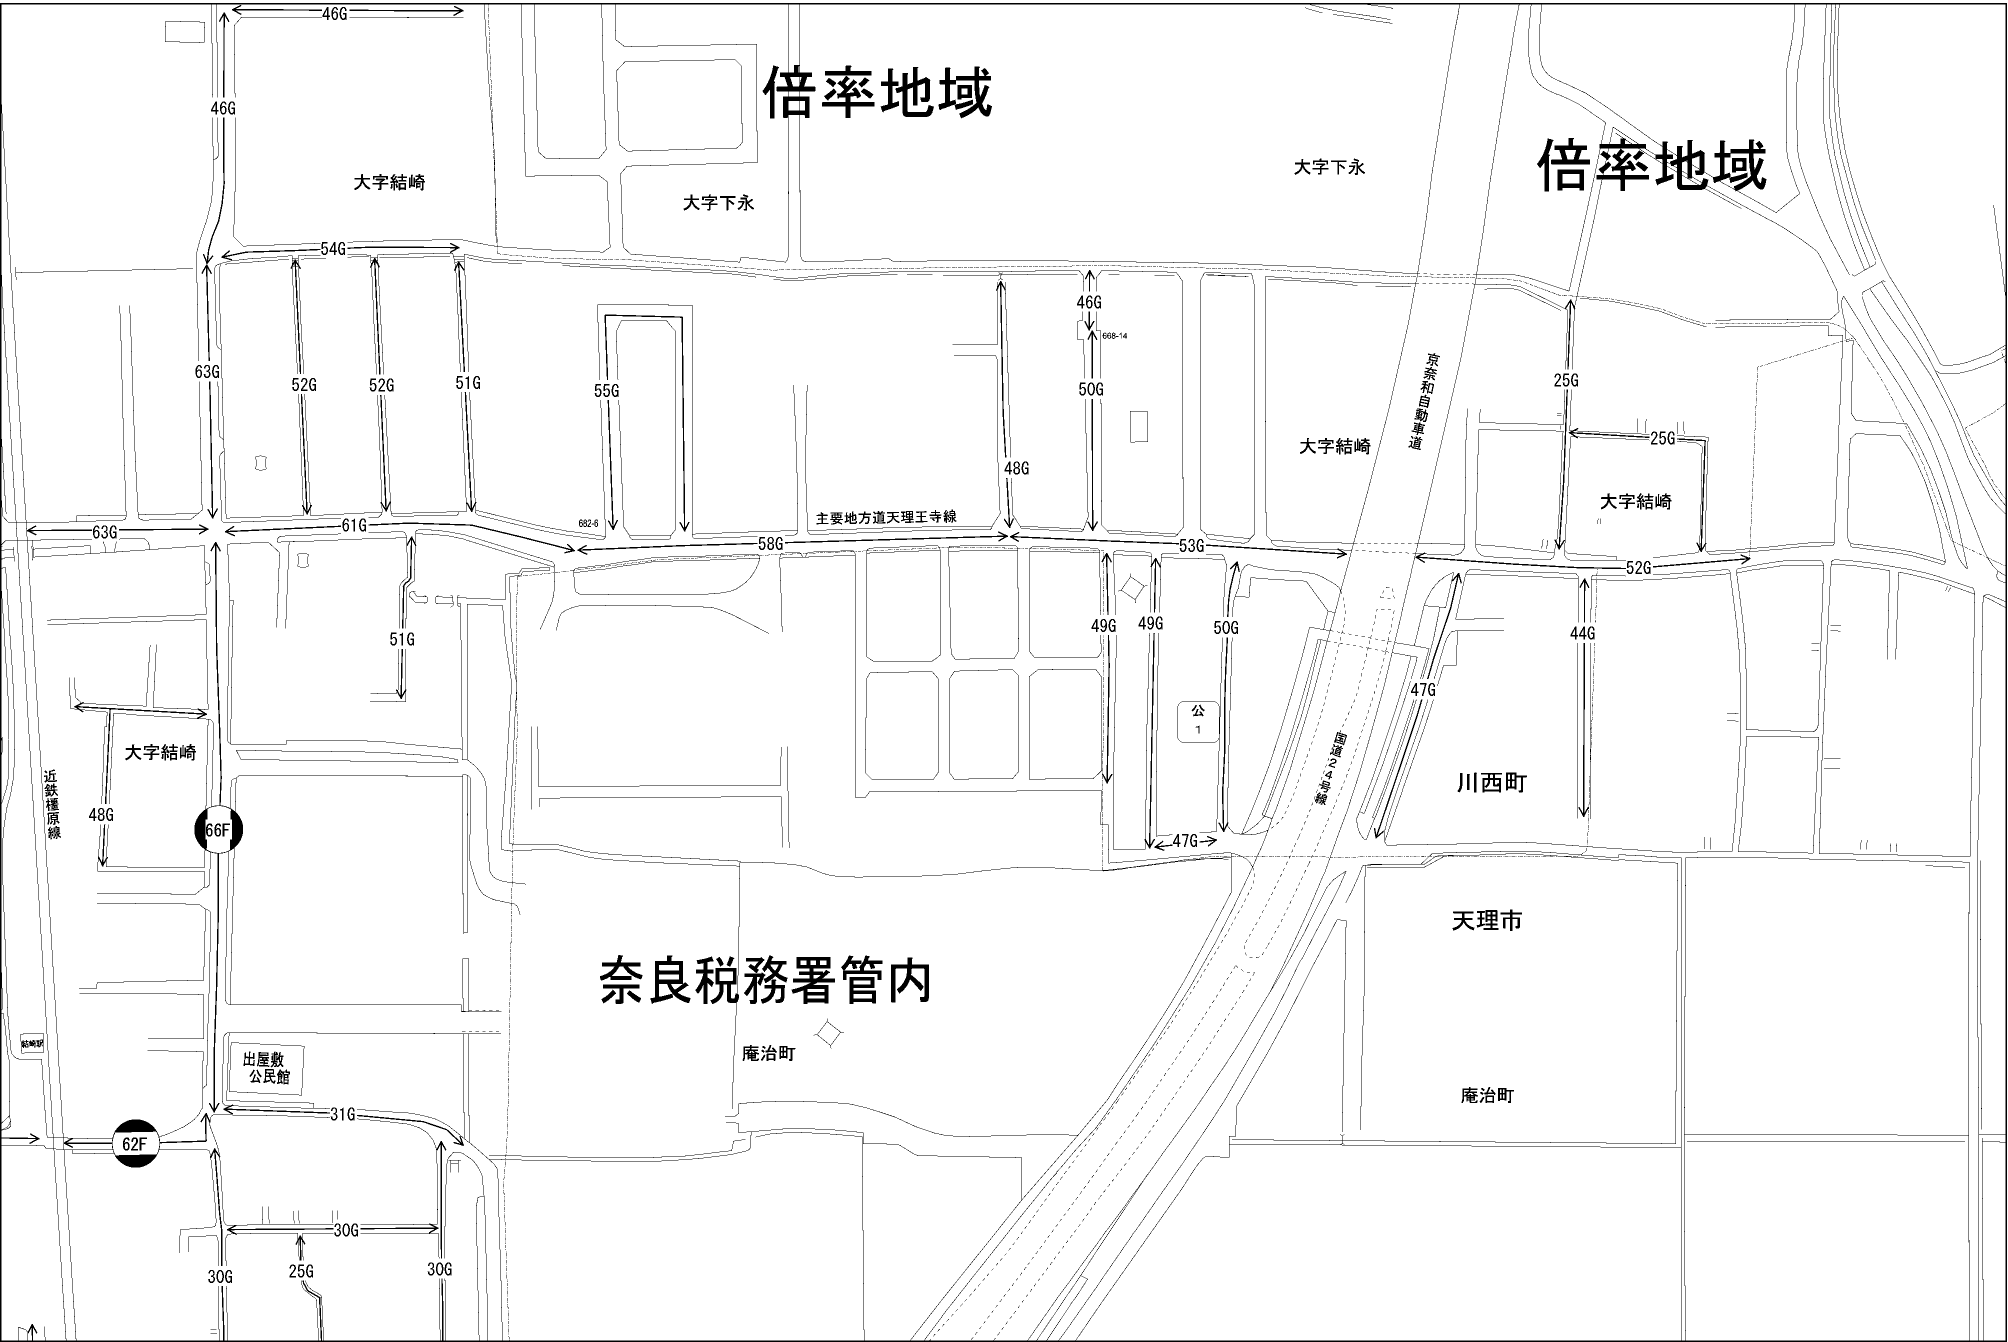 46G
倍率地域
46G
倍率地域
大字下永
大字結崎
大字下永
54G
46G
668-14
63G
52G
52G
51G
55G
50G
25G
京奈和自動車道
25G
大字結崎
48G
大字結崎
主要地方道天理王寺線
682-6
63G
61G
58G
53G
52G
51G
49G
49G
50G
44G
47G
公
1
大字結崎
国道24号線
川西町
近鉄橿原線
48G
66F
47G
天理市
奈良税務署管内
結崎駅
庵治町
出屋敷
公民館
庵治町
31G
62F
30G
30G
25G
30G